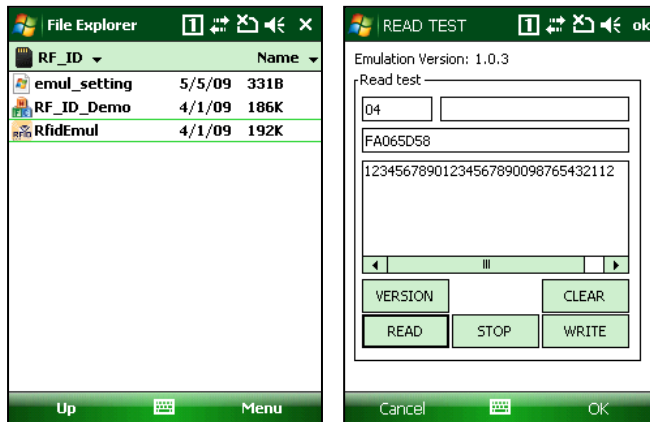 File Explorer
RF_ID Name
emul_setting 5/5/09 331B
RF_ID_Demo 4/1/09 186K
RfidEmul 4/1/09 192K
Up Menu
READ TEST ok
Emulation Version: 1.0.3
Read test
04
FA065D58
12345678901234567890098765432112
VERSION CLEAR
READ STOP WRITE
Cancel OK